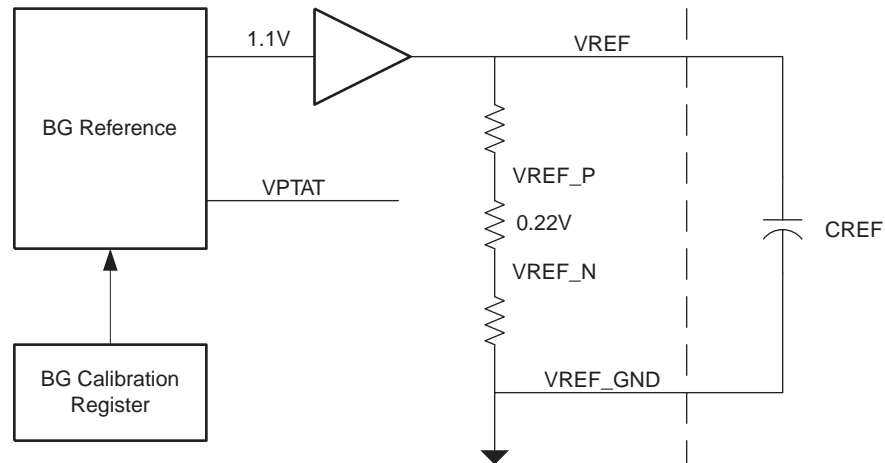 1.1V
VREF
BG Reference
VREF_P
VPTAT
0.22V
CREF
VREF_N
BG Calibration
Register
VREF_GND